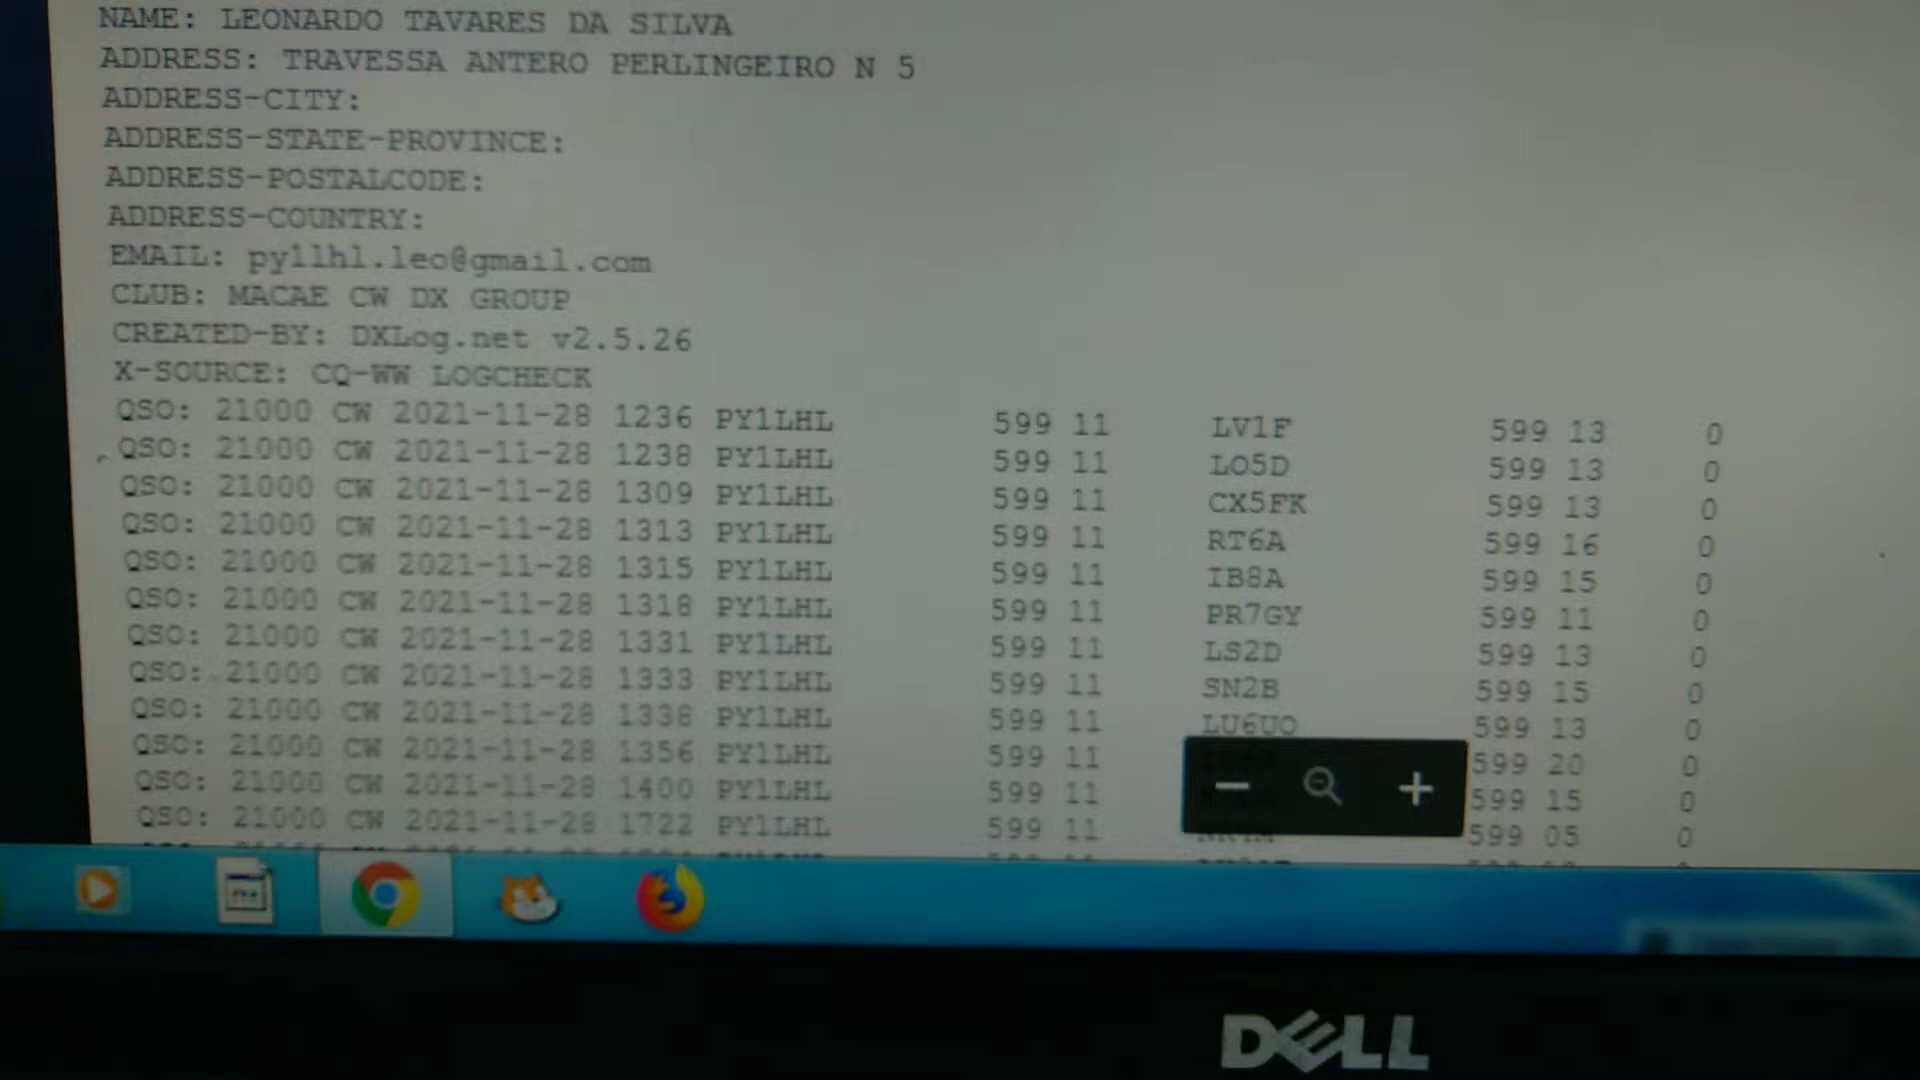 NAME: LEONARDO TAVARES DA SILVA
ADDRESS: TRAVESSA ANTERO PERLINGEIRO N 5
ADDRESS-CITY:
ADDRESS-STATE-PROVINCE:
ADDRESS-POSTALCODE:
ADDRESS-COUNTRY:
EMAIL: py1lhl.leo@gmail.com
CLUB: MACAE CW DX GROUP
CREATED-BY: DXLog.net v2.5.26
X-SOURCE: CQ-WW LOGCHECK
QSO: 21000 CW 2021-11-28 1236 PY1LHL 599 11 LV1F 599 13 0
QSO: 21000 CW 2021-11-28 1238 PY1LHL 599 11 LO5D 599 13 0
QSO: 21000 CW 2021-11-28 1309 PY1LHL 599 11 CX5FK 599 13 0
QSO: 21000 CW 2021-11-28 1313 PY1LHL 599 11 RT6A 599 16 0
QSO: 21000 CW 2021-11-28 1315 PY1LHL 599 11 IB8A 599 15 0
QSO: 21000 CW 2021-11-28 1318 PY1LHL 599 11 PR7GY 599 11 0
QSO: 21000 CW 2021-11-28 1331 PY1LHL 599 11 LS2D 599 13 0
QSO: 21000 CW 2021-11-28 1333 PY1LHL 599 11 SN2B 599 15 0
QSO: 21000 CW 2021-11-28 1338 PY1LHL 599 11 LU6UO 599 13 0
QSO: 21000 CW 2021-11-28 1356 PY1LHL 599 11 599 20 0
QSO: 21000 CW 2021-11-28 1400 PY1LHL 599 11 599 15 0
QSO: 21000 CW 2021-11-28 1722 PY1LHL 599 11 599 05 0
DELL